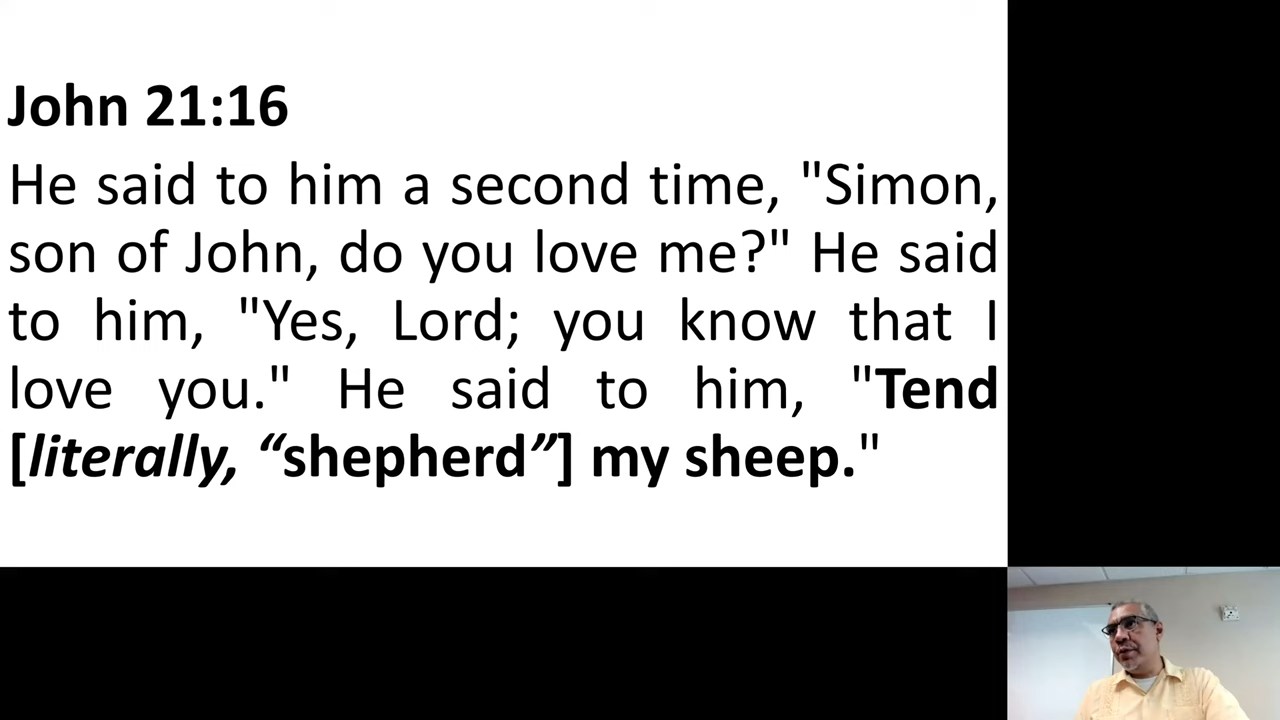 John 21:16
He said to him a second time, "Simon,
son of John, do you love me?" He said
to him, "Yes, Lord; you know that I
love you." He said to him, "Tend
[literally, “shepherd”] my sheep."